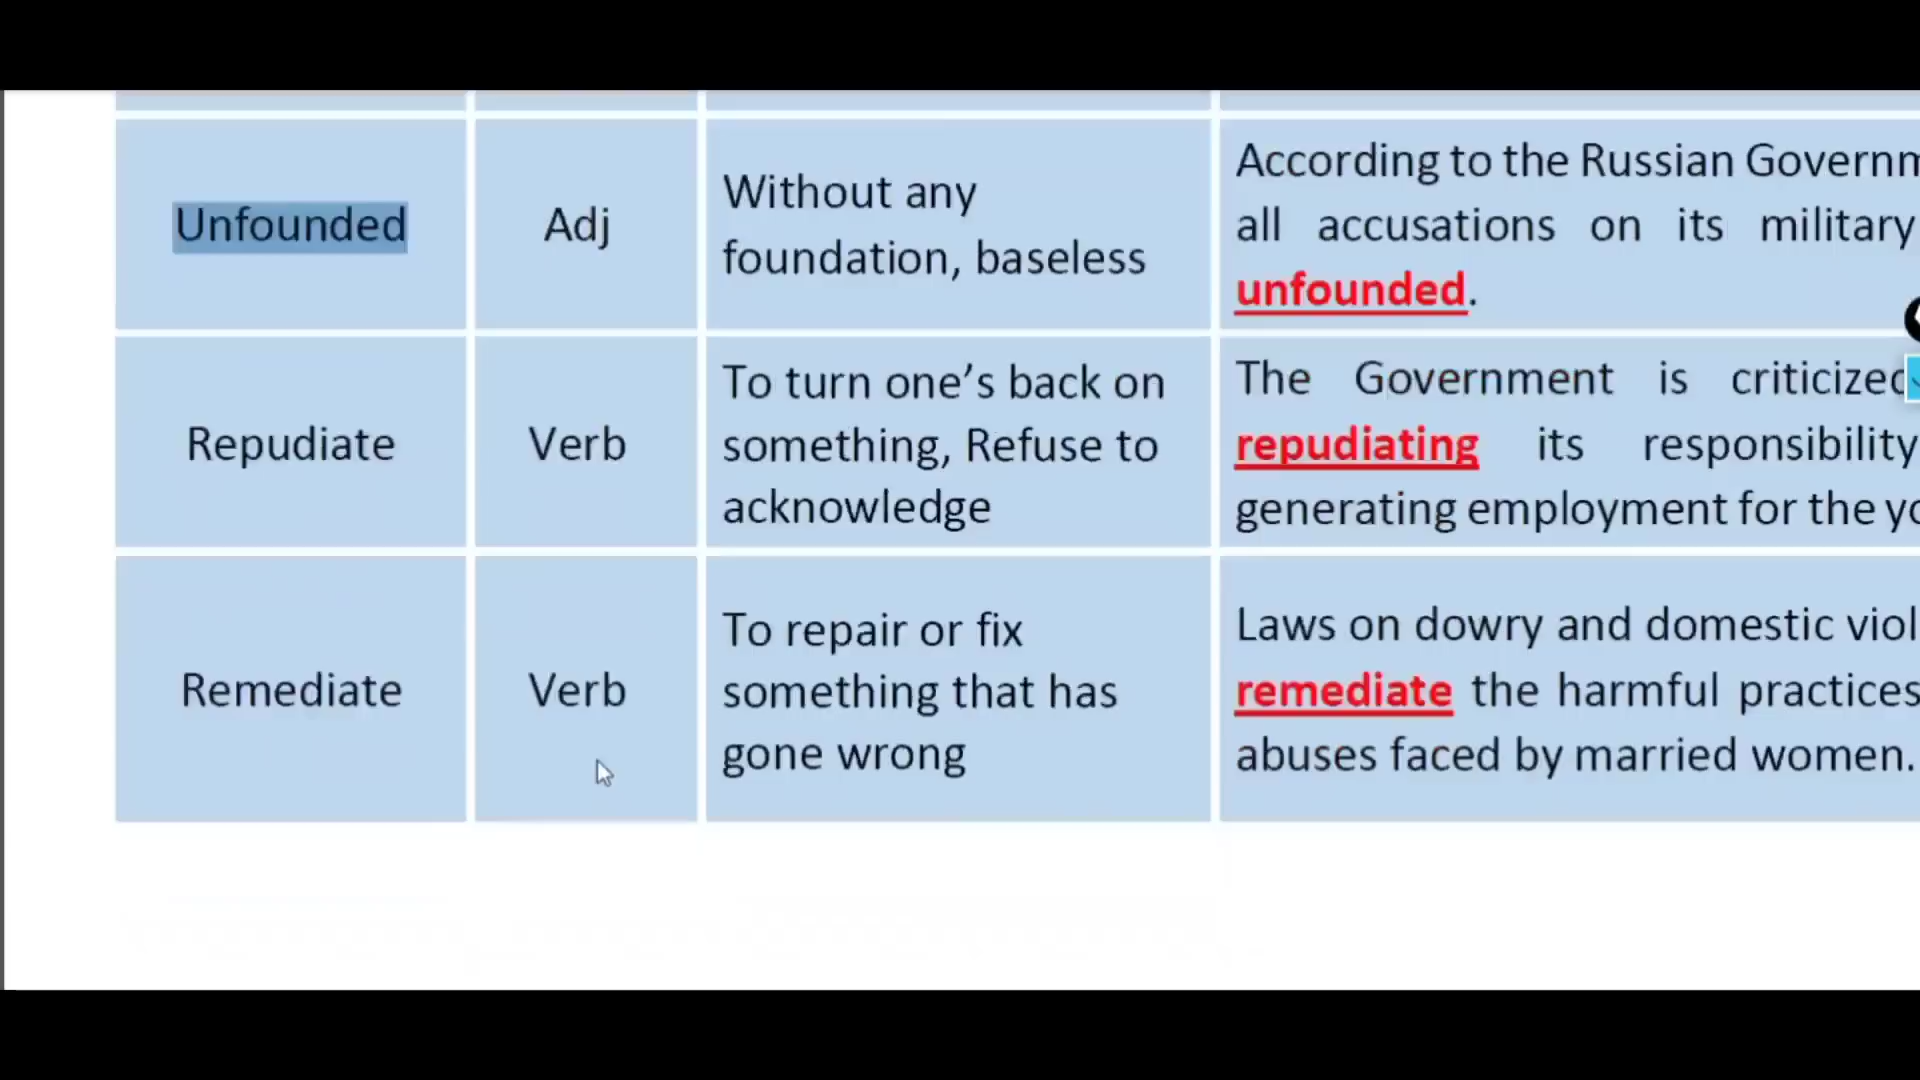 Unfounded
Adj
Without any
foundation, baseless
According to the Russian
all accusations on its military
unfounded.
Repudiate
Verb
To turn one’s back on
something, Refuse to
acknowledge
The Government is
repudiating its responsibility
generating employment for the
Remediate
Verb
To repair or fix
something that has
gone wrong
Laws on dowry and domestic
remediate the harmful practices
abuses faced by married women.